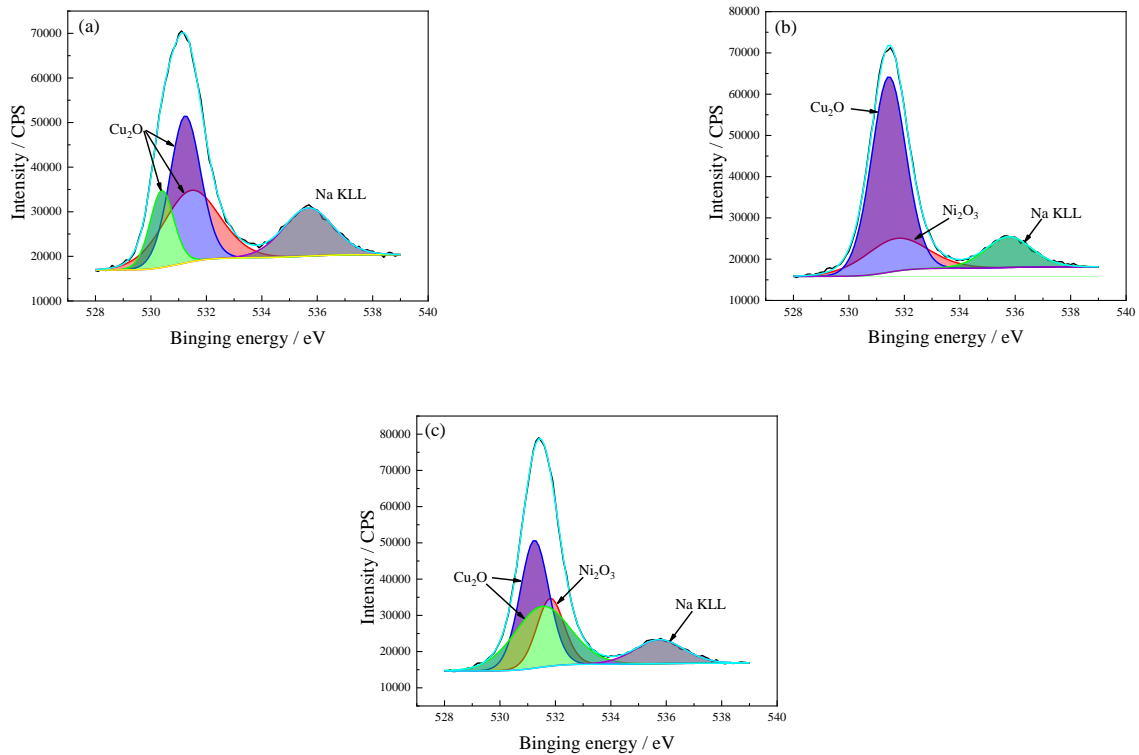 (a)
70000
60000
50000
40000
30000
20000
10000
Intensity / CPS
Cu₂O
Na KLL
528 530 532 534 536 538 540
Binging energy / eV
(b)
80000
70000
60000
50000
40000
30000
20000
10000
Intensity / CPS
Cu₂O
Ni₂O₃
Na KLL
528 530 532 534 536 538 540
Binging energy / eV
(c)
80000
70000
60000
50000
40000
30000
20000
10000
Intensity / CPS
Cu₂O
Ni₂O₃
Na KLL
528 530 532 534 536 538 540
Binging energy / eV